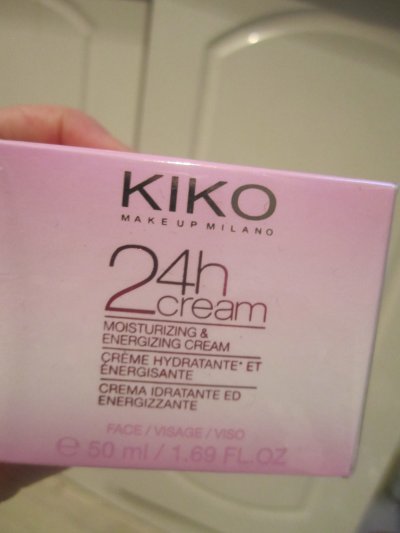 KIKO
MAKE UP MILANO
24h
cream
MOISTURIZING &
ENERGIZING CREAM
CRÈME HYDRATANTE* ET
ÉNERGISANTE
CREMA IDRATANTE ED
ENERGIZZANTE
FACE / VISAGE / VISO
℮ 50 ml / 1.69 FL.OZ